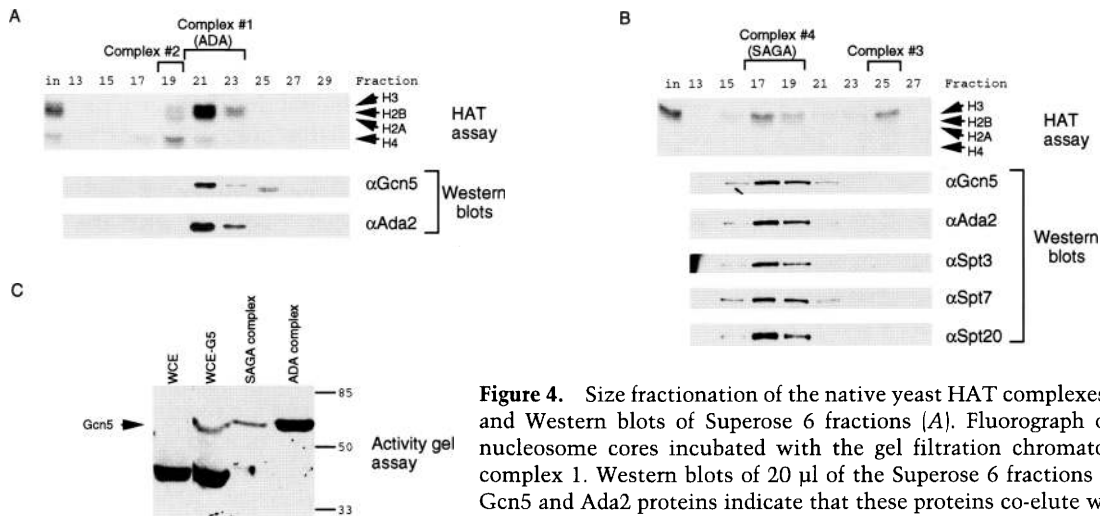 A
Complex #1
(ADA)
Complex #2
in 13 15 17 19 21 23 25 27 29 Fraction
H3
H2B
H2A
H4
HAT
assay
αGcn5
αAda2
Western
blots
B
Complex #4
(SAGA)
Complex #3
in 13 15 17 19 21 23 25 27 Fraction
H3
H2B
H2A
H4
HAT
assay
αGcn5
αAda2
αSpt3
αSpt7
αSpt20
Western
blots
C
WCE
WCE-G5
SAGA complex
ADA complex
Gcn5
85
50
33
Activity gel
assay
Figure 4. Size fractionation of the native yeast HAT complexes
and Western blots of Superose 6 fractions (A). Fluorograph o
nucleosome cores incubated with the gel filtration chromato
complex 1. Western blots of 20 µl of the Superose 6 fractions
Gcn5 and Ada2 proteins indicate that these proteins co-elute w